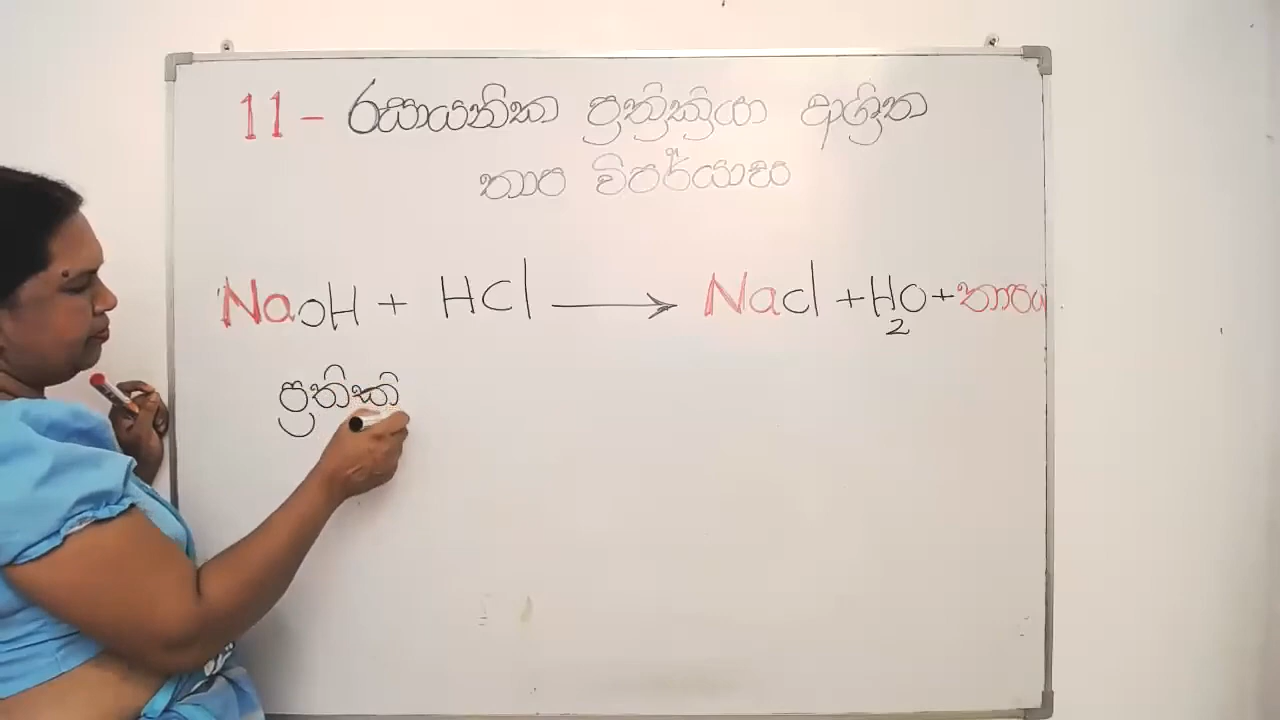 11 - රසායනික ප්‍රතික්‍රියා ආශ්‍රිත
තාප විපර්යාස
NaOH + HCl ⟶ NaCl + H₂O + තාපය
ප්‍රතික්‍රි